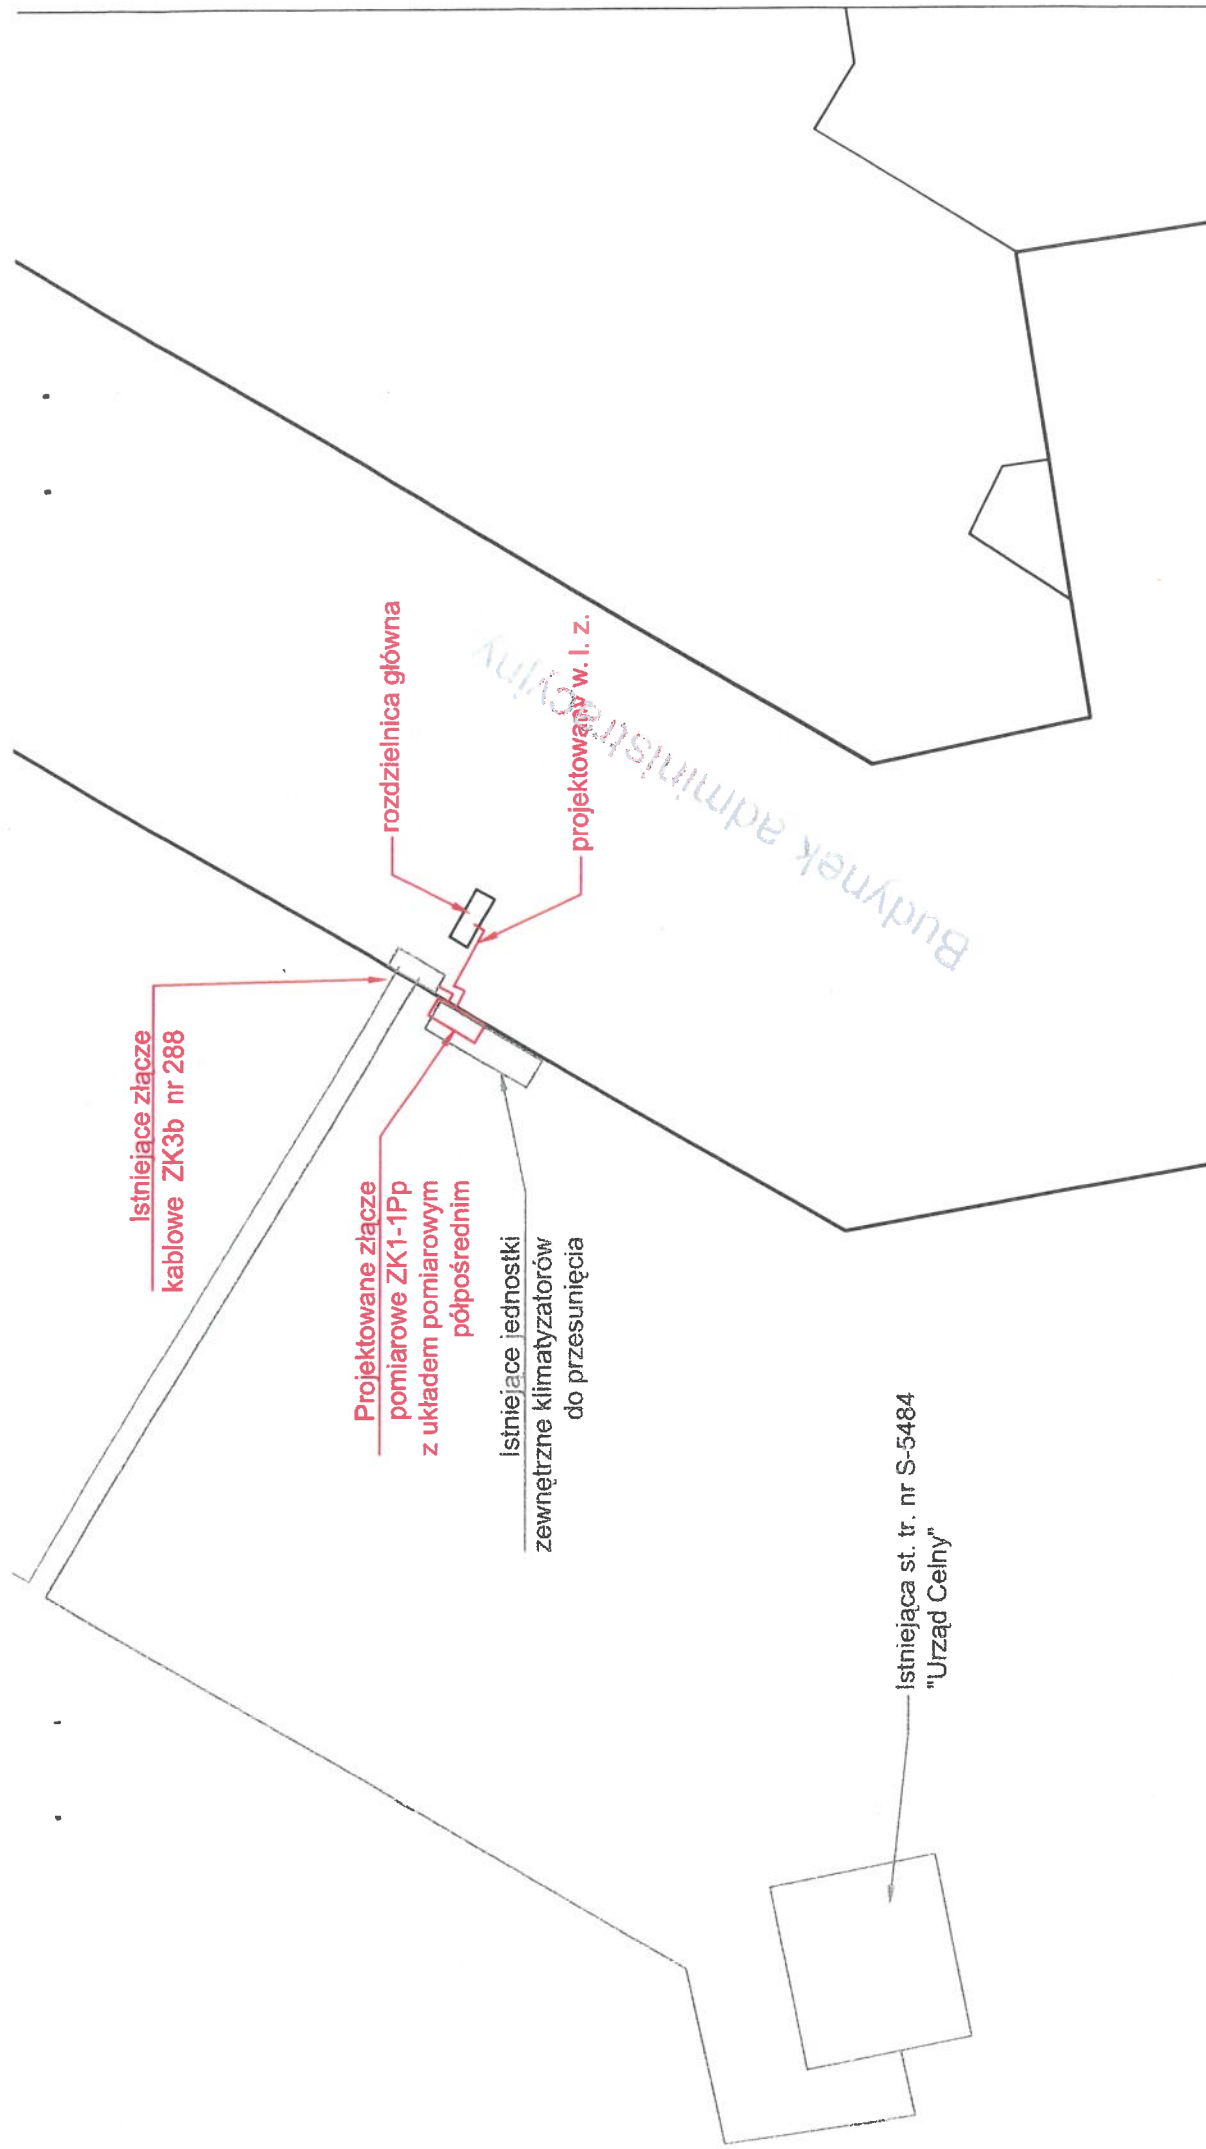 Istniejące złącze
kablowe ZK3b nr 288
rozdzielnica główna
Projektowane złącze
pomiarowe ZK1-1Pp
z układem pomiarowym
półpośrednim
projektowany w. l. z.
Istniejące jednostki
zewnętrzne klimatyzatorów
do przesunięcia
Budynek administracyjny
Istniejąca st. tr. nr S-5484
"Urząd Celny"